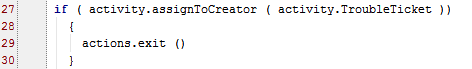 27 if ( activity.assignToCreator ( activity.TroubleTicket ))
28 {
29 actions.exit ()
30 }